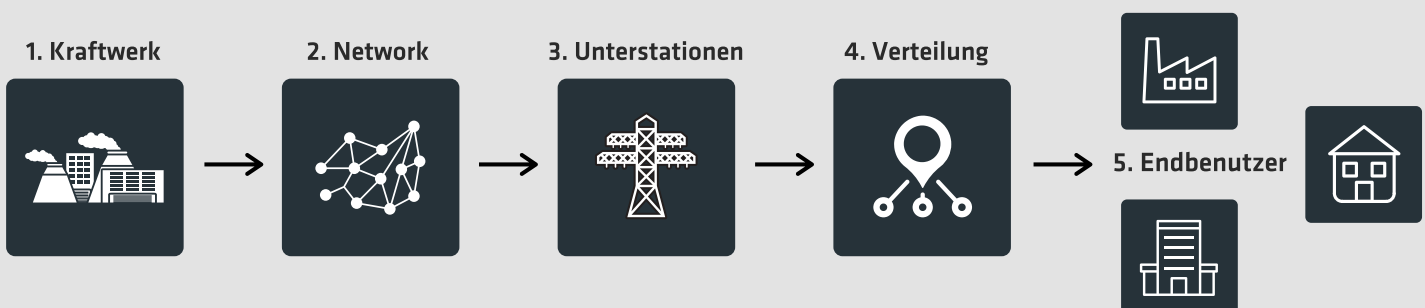 1. Kraftwerk
2. Network
3. Unterstationen
4. Verteilung
5. Endbenutzer